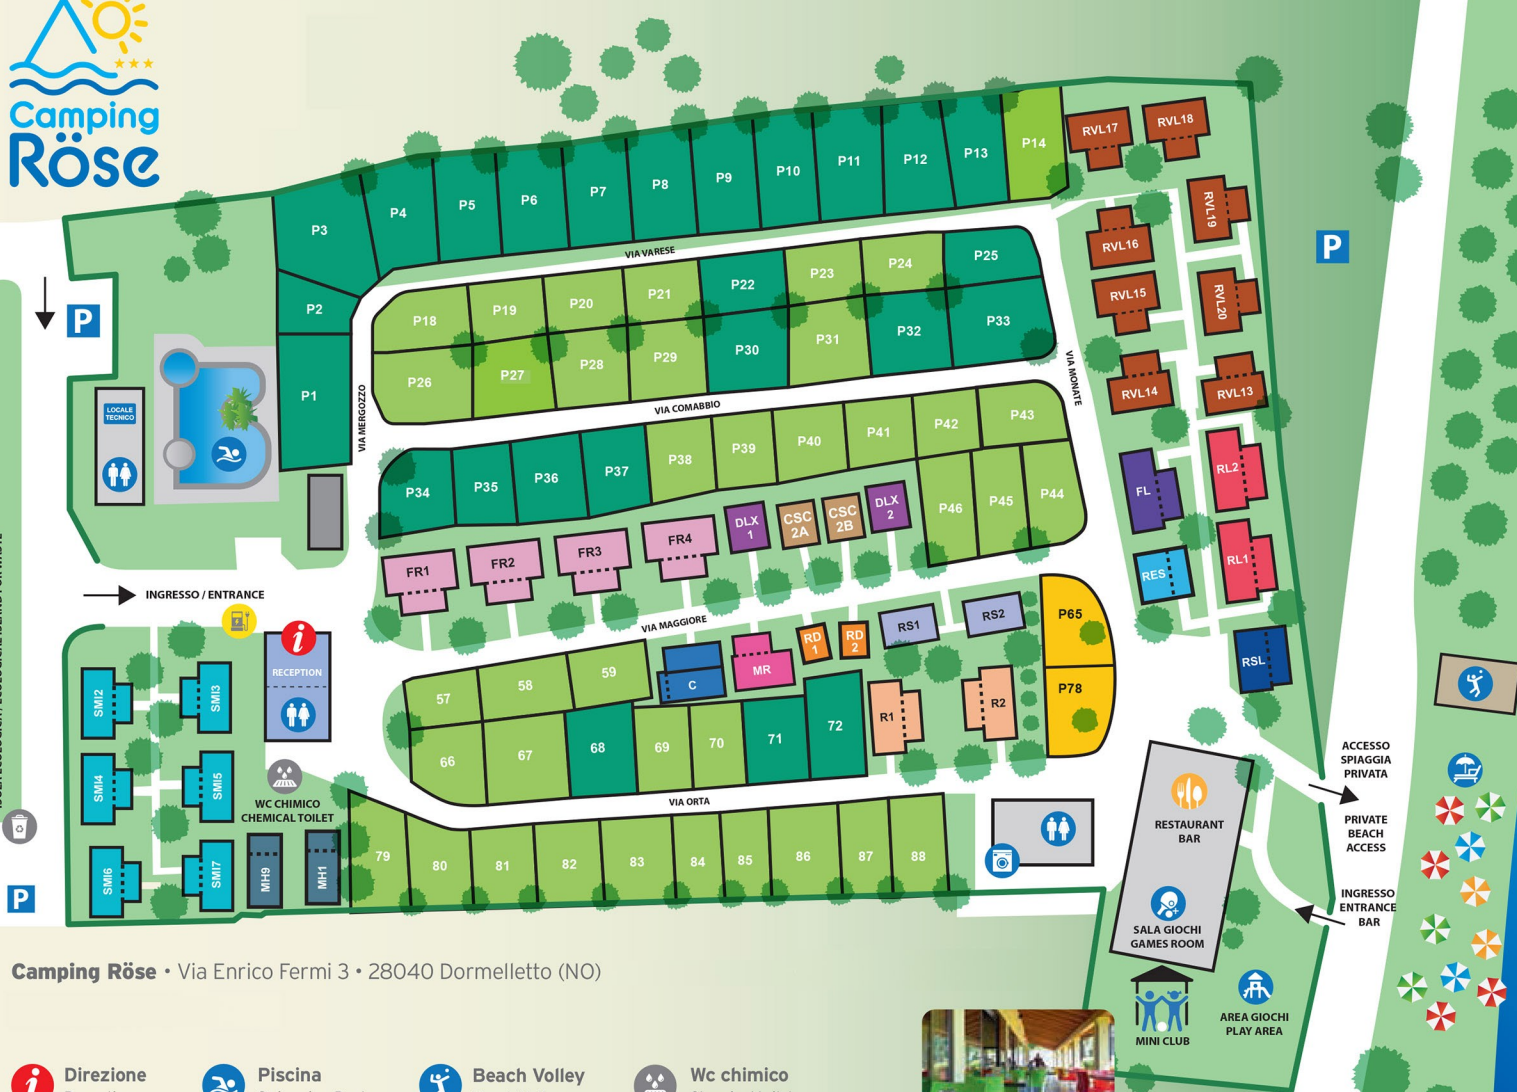 Camping
Röse
P3
P4
P5
P6
P7
P8
P9
P10
P11
P12
P13
P14
RVL17
RVL18
RVL19
RVL16
RVL15
RVL20
RVL14
RVL13
P
P
P2
P1
VIA VARESE
P18
P19
P20
P21
P22
P23
P24
P25
P26
P27
P28
P29
P30
P31
P32
P33
VIA MERGOZZO
VIA COMABBIO
VIA MONATE
LOCALE
TECNICO
P34
P35
P36
P37
P38
P39
P40
P41
P42
P43
P46
P45
P44
FR1
FR2
FR3
FR4
DLX
1
CSC
2A
CSC
2B
DLX
2
FL
RL2
RES
RL1
RSL
INGRESSO / ENTRANCE
VIA MAGGIORE
i
RECEPTION
57
58
59
C
MR
RD
1
RD
2
RS1
RS2
P65
P78
66
67
68
69
70
71
72
R1
R2
SMI2
SMI3
SMI4
SMI5
SMI6
SMI7
MH9
MH1
WC CHIMICO
CHEMICAL TOILET
VIA ORTA
79
80
81
82
83
84
85
86
87
88
P
RESTAURANT
BAR
SALA GIOCHI
GAMES ROOM
MINI CLUB
AREA GIOCHI
PLAY AREA
ACCESSO
SPIAGGIA
PRIVATA
PRIVATE
BEACH
ACCESS
INGRESSO
ENTRANCE
BAR
Camping Röse • Via Enrico Fermi 3 • 28040 Dormelletto (NO)
i Direzione
Piscina
Beach Volley
Wc chimico